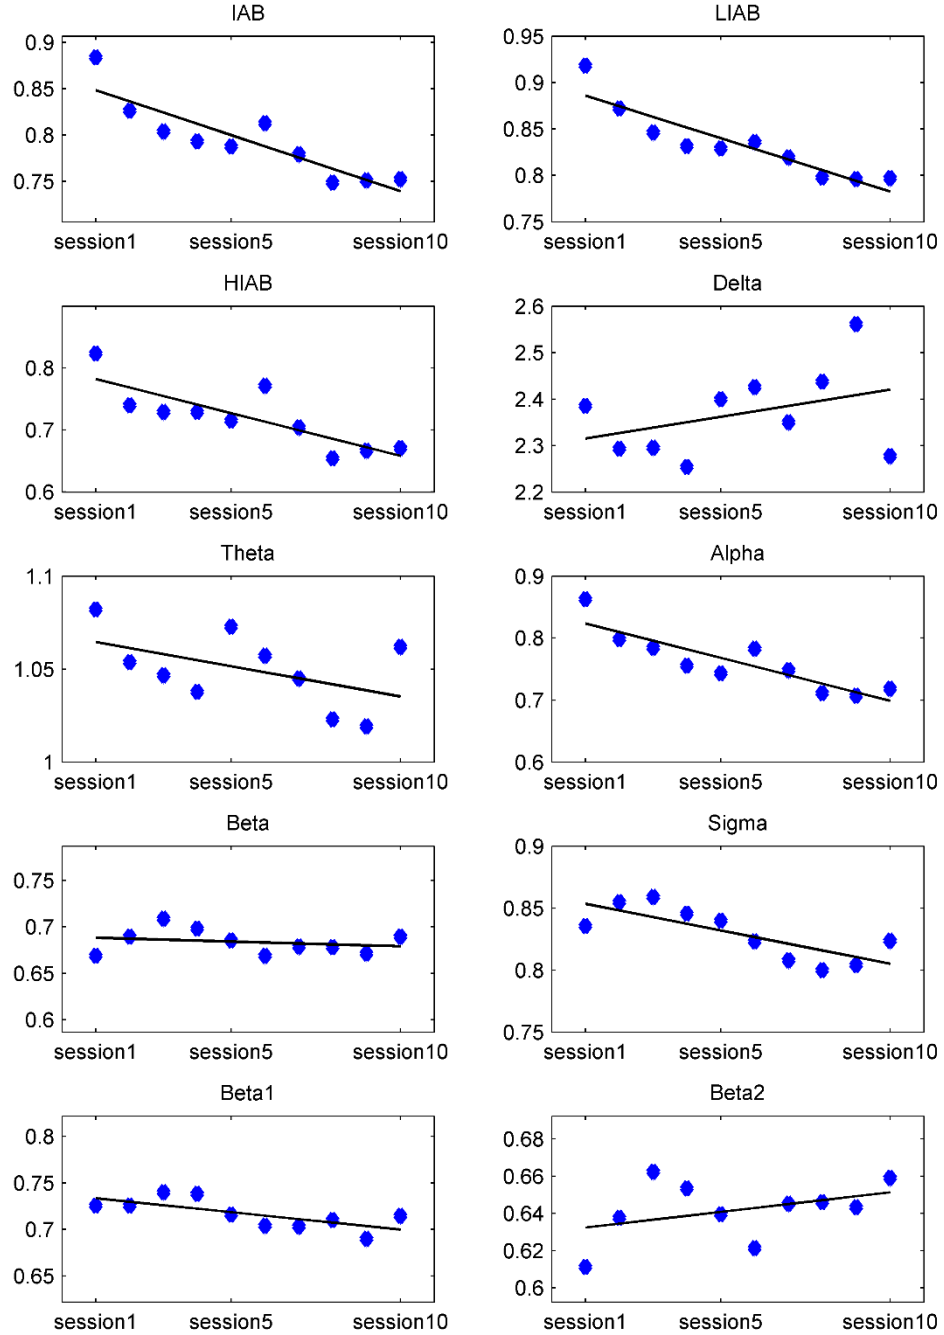 IAB
0.9
0.85
0.8
0.75
session1 session5 session10
LIAB
0.95
0.9
0.85
0.8
0.75
session1 session5 session10
HIAB
0.8
0.7
0.6
session1 session5 session10
Delta
2.6
2.5
2.4
2.3
2.2
session1 session5 session10
Theta
1.1
1.05
1
session1 session5 session10
Alpha
0.9
0.8
0.7
0.6
session1 session5 session10
Beta
0.75
0.7
0.65
0.6
session1 session5 session10
Sigma
0.9
0.85
0.8
0.75
session1 session5 session10
Beta1
0.8
0.75
0.7
0.65
session1 session5 session10
Beta2
0.68
0.66
0.64
0.62
0.6
session1 session5 session10